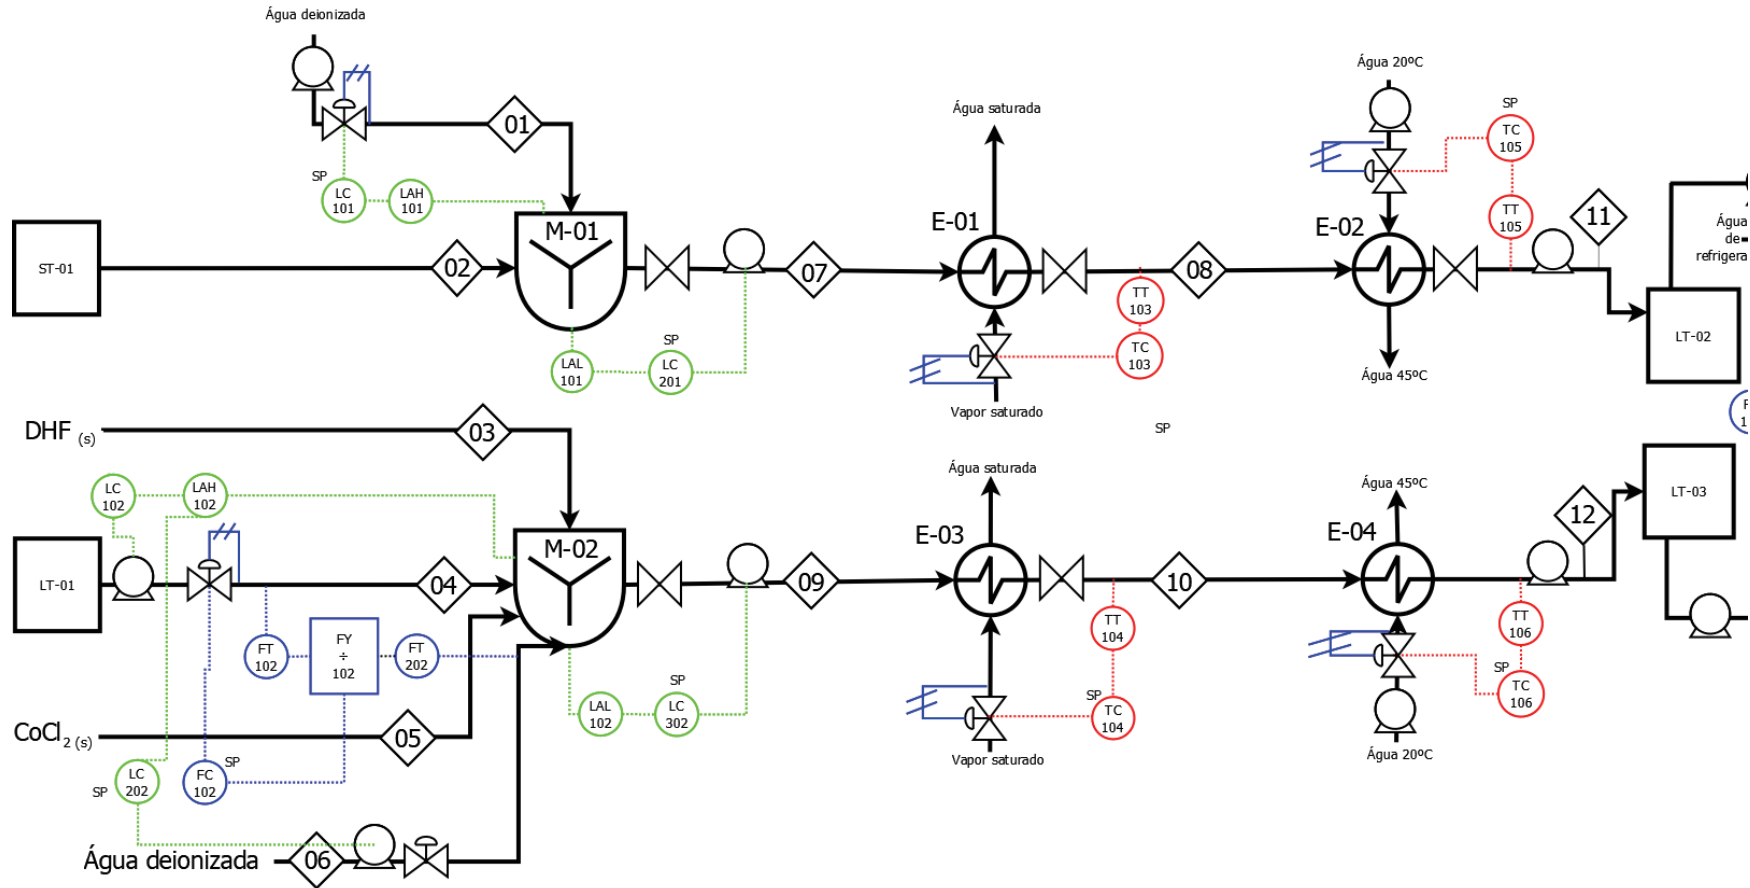 Água deionizada
01
SP
LC
101
LAH
101
ST-01
02
M-01
07
LAL
101
SP
LC
201
Água saturada
E-01
TT
103
TC
103
Vapor saturado
08
Água 20ºC
SP
TC
105
TT
105
E-02
11
Água 45ºC
Água
de
refrigera
LT-02
SP
DHF (s)
03
LC
102
LAH
102
LT-01
04
M-02
09
FT
102
FY
÷
102
FT
202
CoCl2 (s)
05
LAL
102
SP
LC
302
SP
LC
202
SP
FC
102
Água deionizada
06
Água saturada
E-03
10
TT
104
SP
TC
104
Vapor saturado
Água 45ºC
E-04
12
LT-03
TT
106
SP
TC
106
Água 20ºC